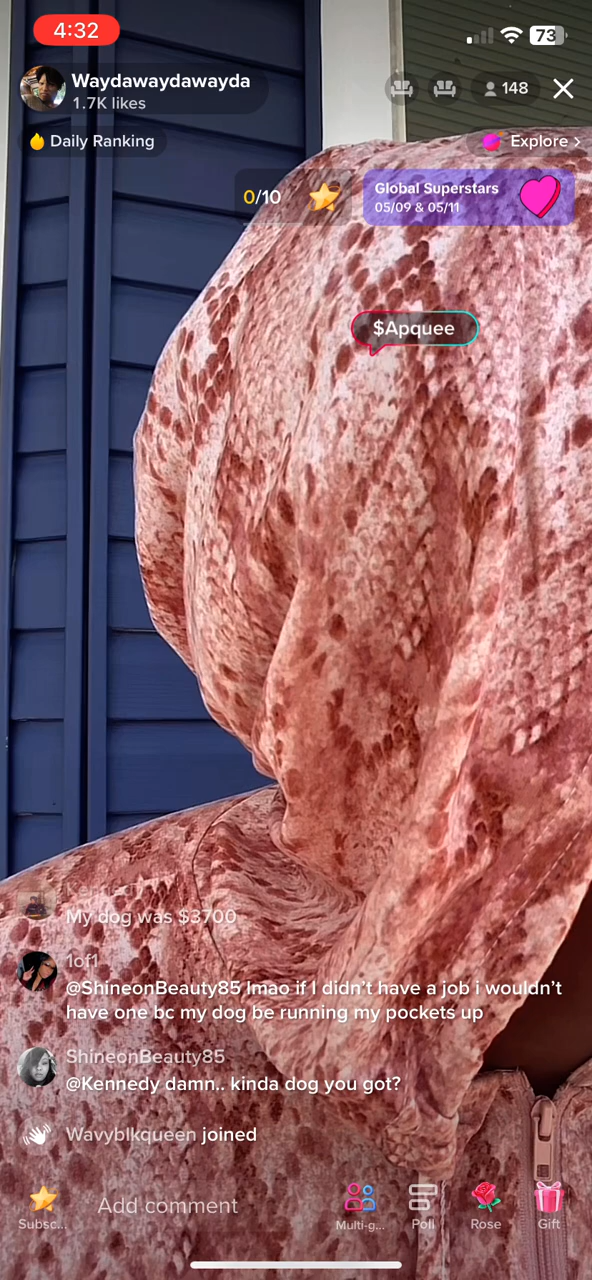 4:32
73
Waydawaydawayda
1.7K likes
148
Daily Ranking
Explore >
0/10
Global Superstars
05/09 & 05/11
$Apquee
Kennedy
My dog was $3700
1of1
@ShineonBeauty85 lmao if I didn’t have a job i wouldn’t
have one bc my dog be running my pockets up
ShineonBeauty85
@Kennedy damn.. kinda dog you got?
Wavyblkqueen joined
Add comment
Subsc...
Multi-g...
Poll
Rose
Gift